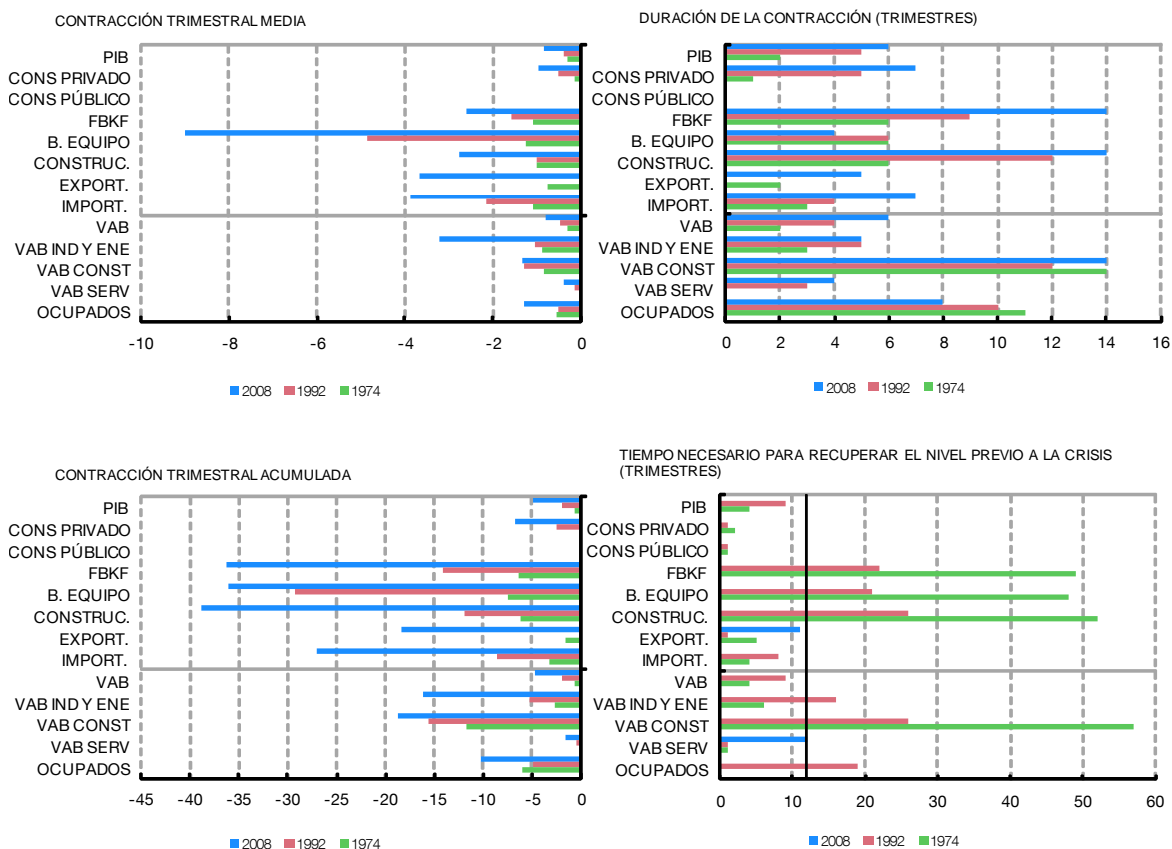 CONTRACCIÓN TRIMESTRAL MEDIA
PIB
CONS PRIVADO
CONS PÚBLICO
FBKF
B. EQUIPO
CONSTRUC.
EXPORT.
IMPORT.
VAB
VAB IND Y ENE
VAB CONST
VAB SERV
OCUPADOS
-10 -8 -6 -4 -2 0
2008 1992 1974
DURACIÓN DE LA CONTRACCIÓN (TRIMESTRES)
PIB
CONS PRIVADO
CONS PÚBLICO
FBKF
B. EQUIPO
CONSTRUC.
EXPORT.
IMPORT.
VAB
VAB IND Y ENE
VAB CONST
VAB SERV
OCUPADOS
0 2 4 6 8 10 12 14 16
2008 1992 1974
CONTRACCIÓN TRIMESTRAL ACUMULADA
PIB
CONS PRIVADO
CONS PÚBLICO
FBKF
B. EQUIPO
CONSTRUC.
EXPORT.
IMPORT.
VAB
VAB IND Y ENE
VAB CONST
VAB SERV
OCUPADOS
-45 -40 -35 -30 -25 -20 -15 -10 -5 0
2008 1992 1974
TIEMPO NECESARIO PARA RECUPERAR EL NIVEL PREVIO A LA CRISIS
(TRIMESTRES)
PIB
CONS PRIVADO
CONS PÚBLICO
FBKF
B. EQUIPO
CONSTRUC.
EXPORT.
IMPORT.
VAB
VAB IND Y ENE
VAB CONST
VAB SERV
OCUPADOS
0 10 20 30 40 50 60
2008 1992 1974